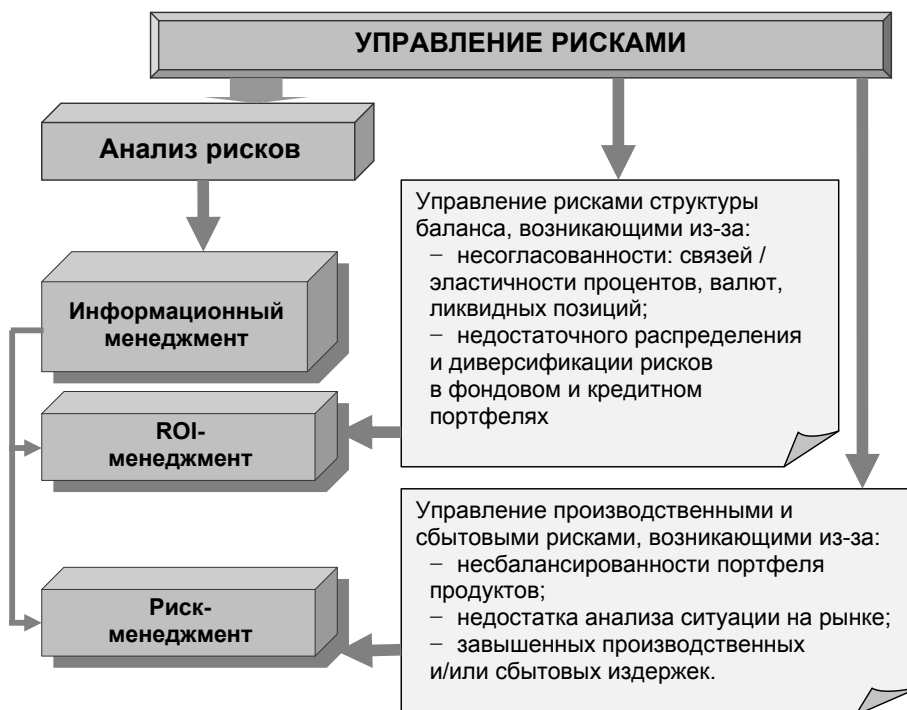 УПРАВЛЕНИЕ РИСКАМИ
Анализ рисков
Информационный
менеджмент
ROI-
менеджмент
Риск-
менеджмент
Управление рисками структуры
баланса, возникающими из-за:
− несогласованности: связей /
эластичности процентов, валют,
ликвидных позиций;
− недостаточного распределения
и диверсификации рисков
в фондовом и кредитном
портфелях
Управление производственными и
сбытовыми рисками, возникающими из-за:
− несбалансированности портфеля
продуктов;
− недостатка анализа ситуации на рынке;
− завышенных производственных
и/или сбытовых издержек.